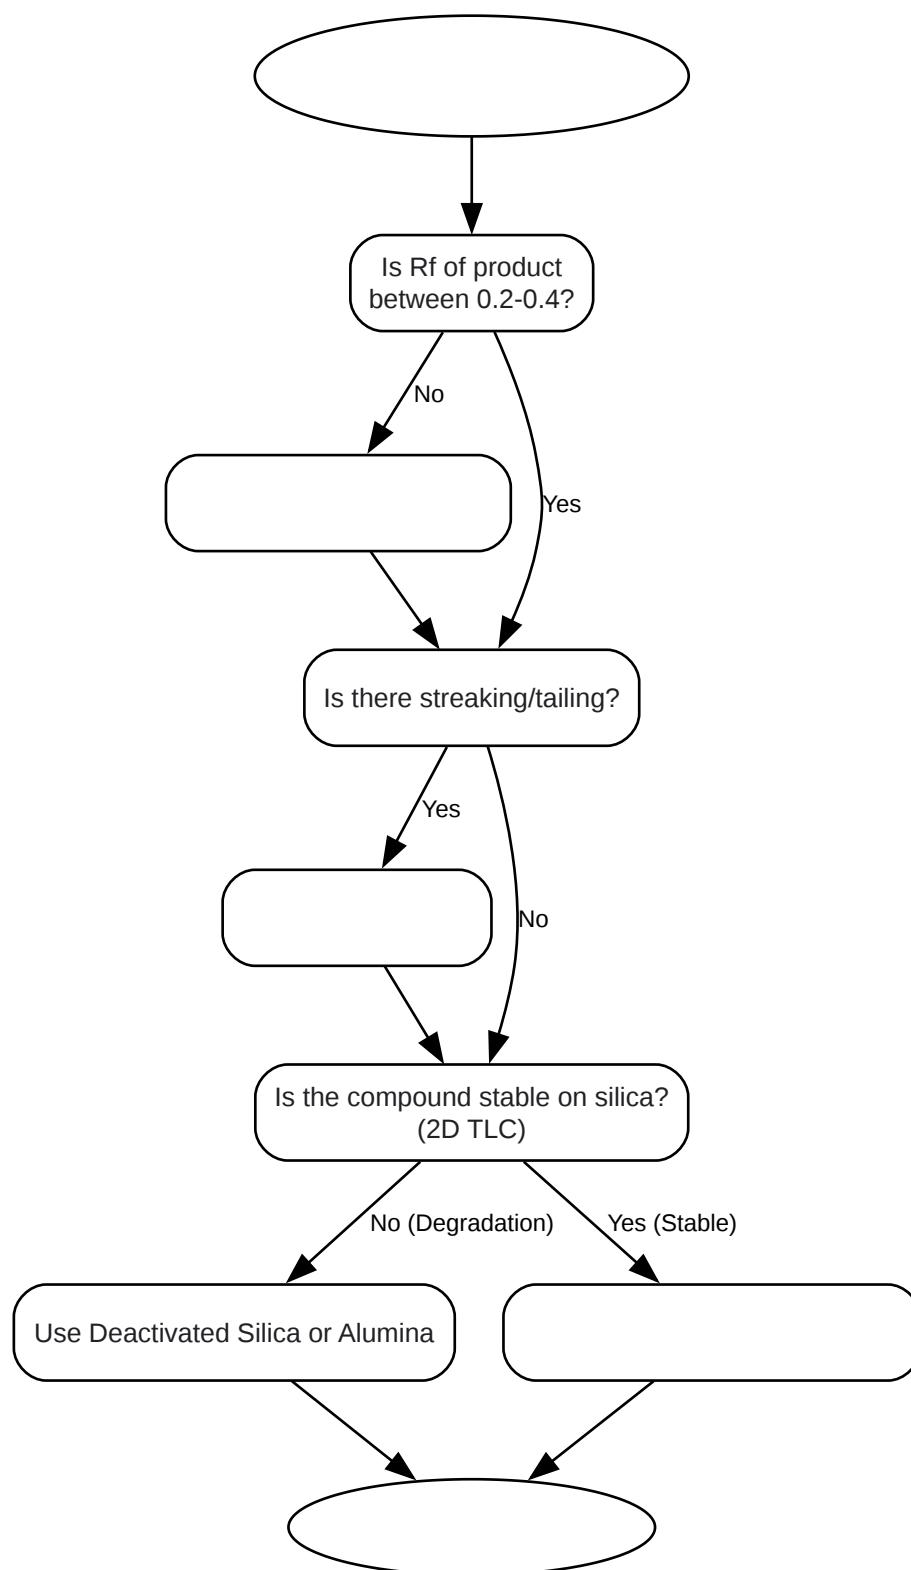 Is Rf of product
between 0.2-0.4?
No
Yes
Is there streaking/tailing?
Yes
No
Is the compound stable on silica?
(2D TLC)
No (Degradation)
Yes (Stable)
Use Deactivated Silica or Alumina